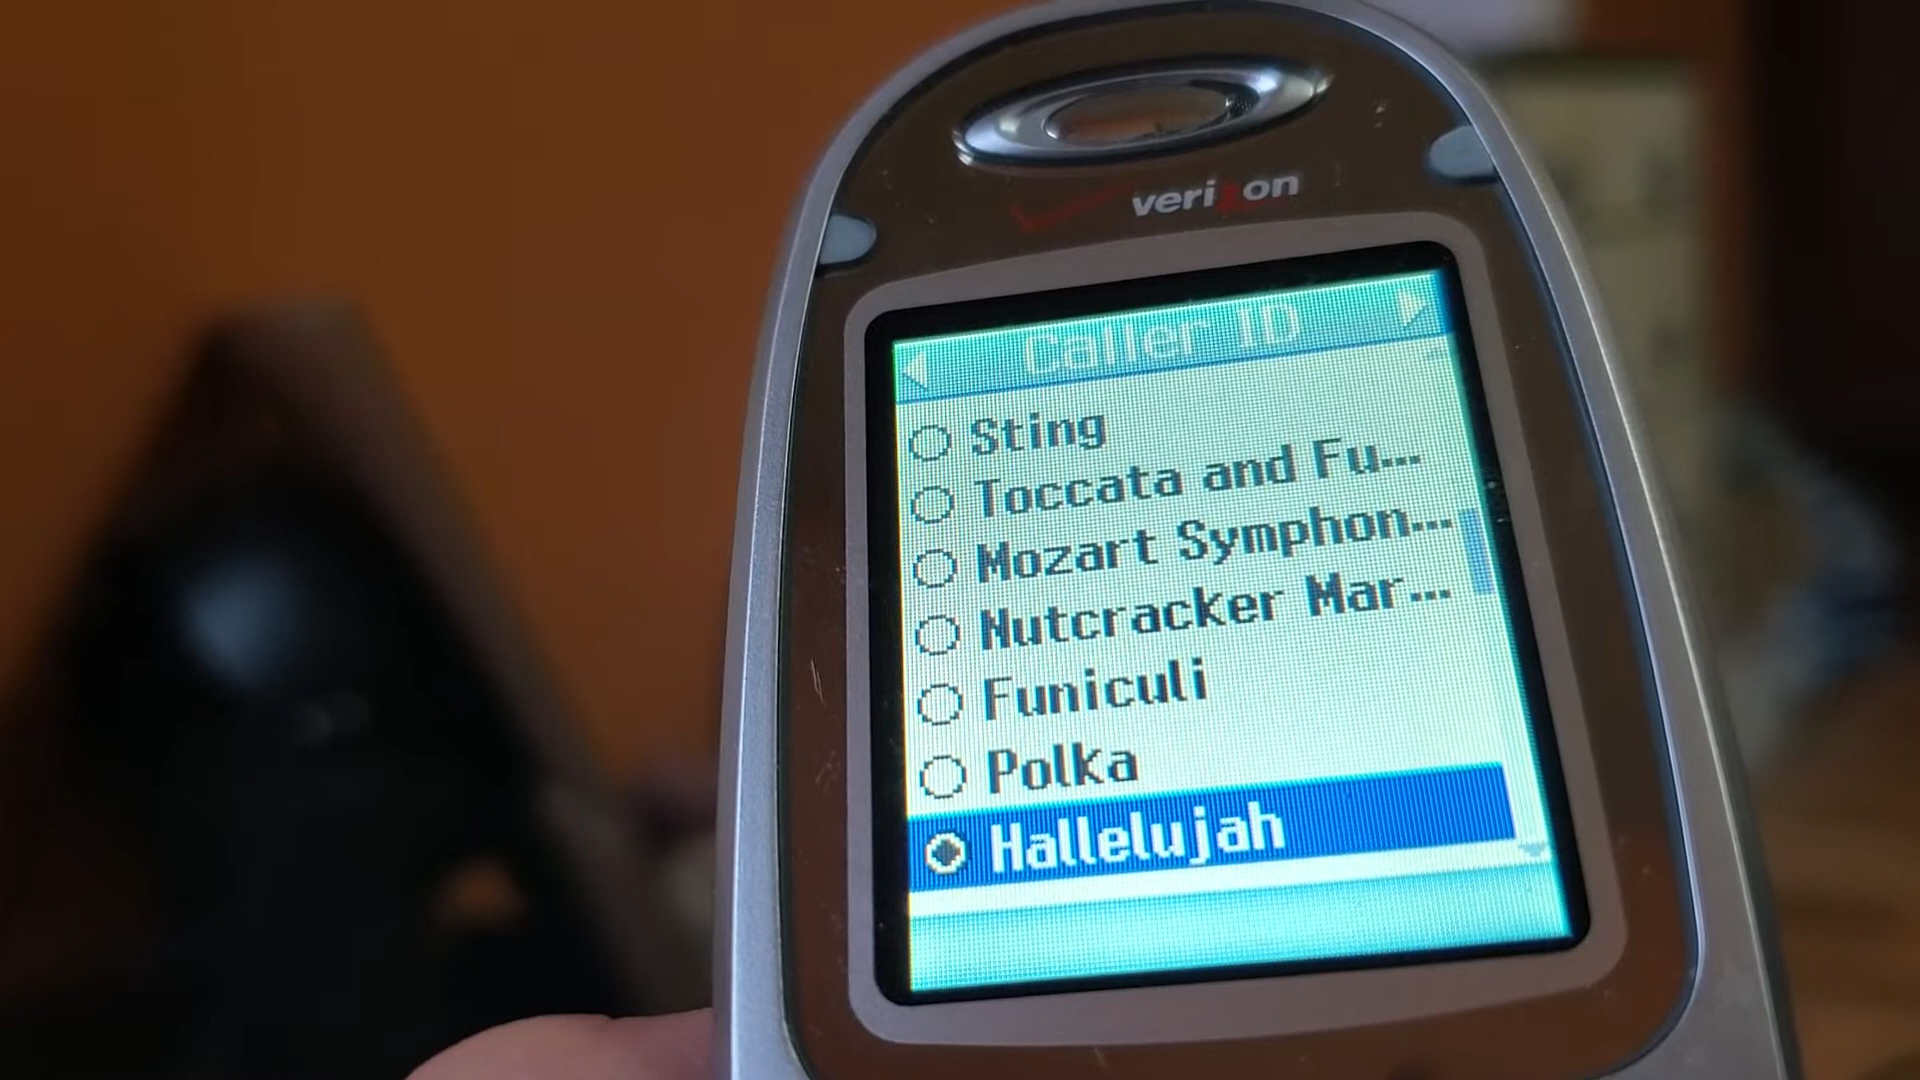 verizon
Caller ID
Sting
Toccata and Fu...
Mozart Symphon...
Nutcracker Mar...
Funiculi
Polka
Hallelujah